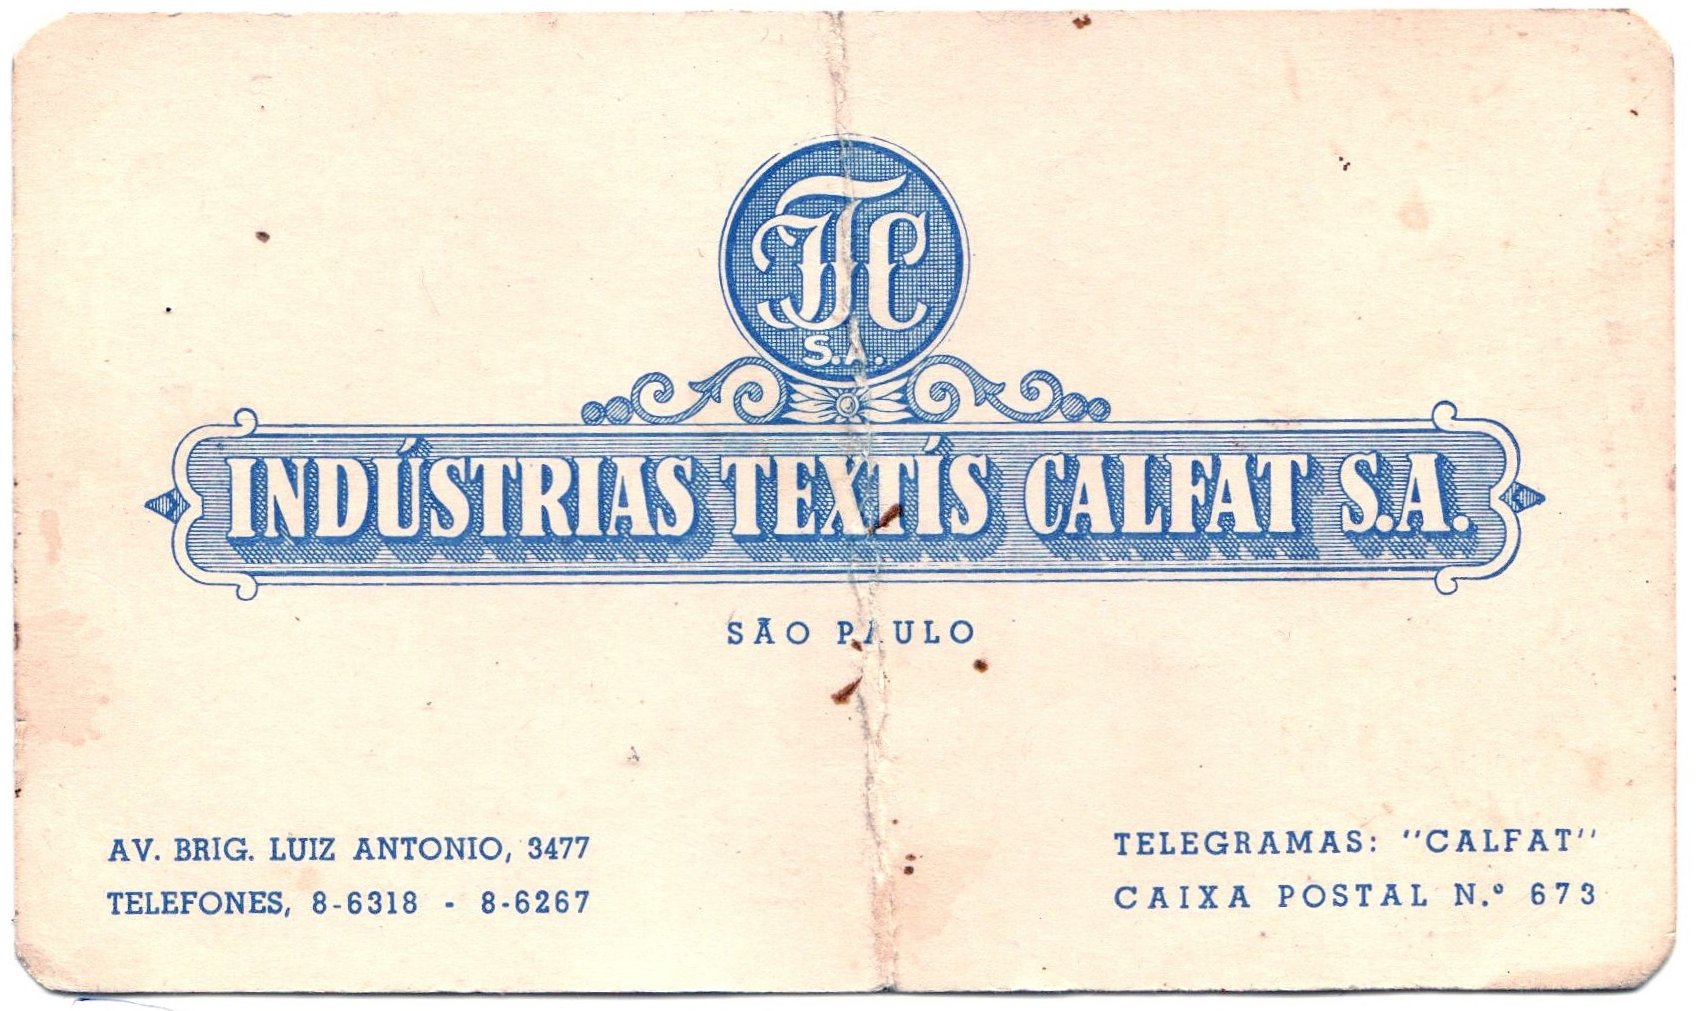 ITC
S.A.
INDÚSTRIAS TEXTÍS CALFAT S.A.
SÃO PAULO
AV. BRIG. LUIZ ANTONIO, 3477
TELEFONES, 8-6318 - 8-6267
TELEGRAMAS: "CALFAT"
CAIXA POSTAL N.º 673